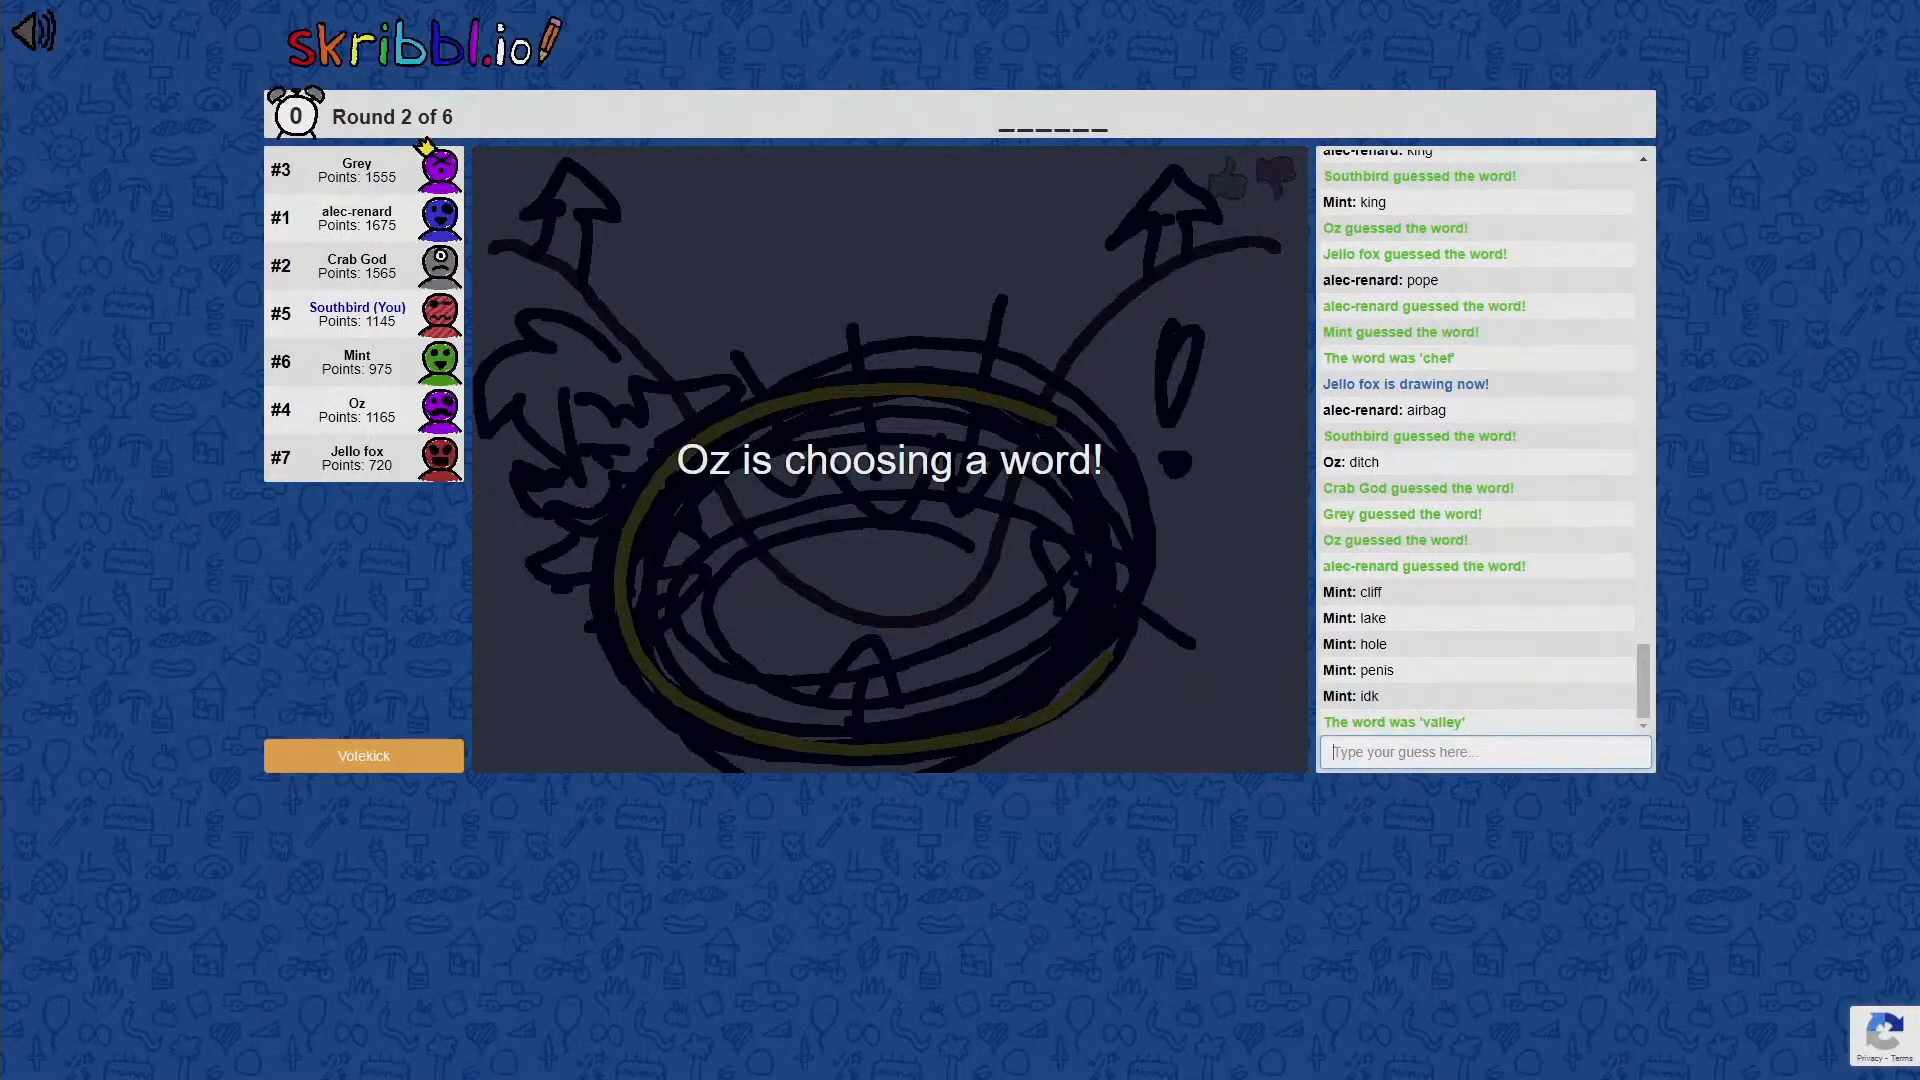 skribbl.io
0
Round 2 of 6
______
#3
Grey
Points: 1555
#1
alec-renard
Points: 1675
#2
Crab God
Points: 1565
#5
Southbird (You)
Points: 1145
#6
Mint
Points: 975
#4
Oz
Points: 1165
#7
Jello fox
Points: 720
Votekick
Oz is choosing a word!
alec-renard: king
Southbird guessed the word!
Mint: king
Oz guessed the word!
Jello fox guessed the word!
alec-renard: pope
alec-renard guessed the word!
Mint guessed the word!
The word was 'chef'
Jello fox is drawing now!
alec-renard: airbag
Southbird guessed the word!
Oz: ditch
Crab God guessed the word!
Grey guessed the word!
Oz guessed the word!
alec-renard guessed the word!
Mint: cliff
Mint: lake
Mint: hole
Mint: penis
Mint: idk
The word was 'valley'
Type your guess here...
Privacy - Terms